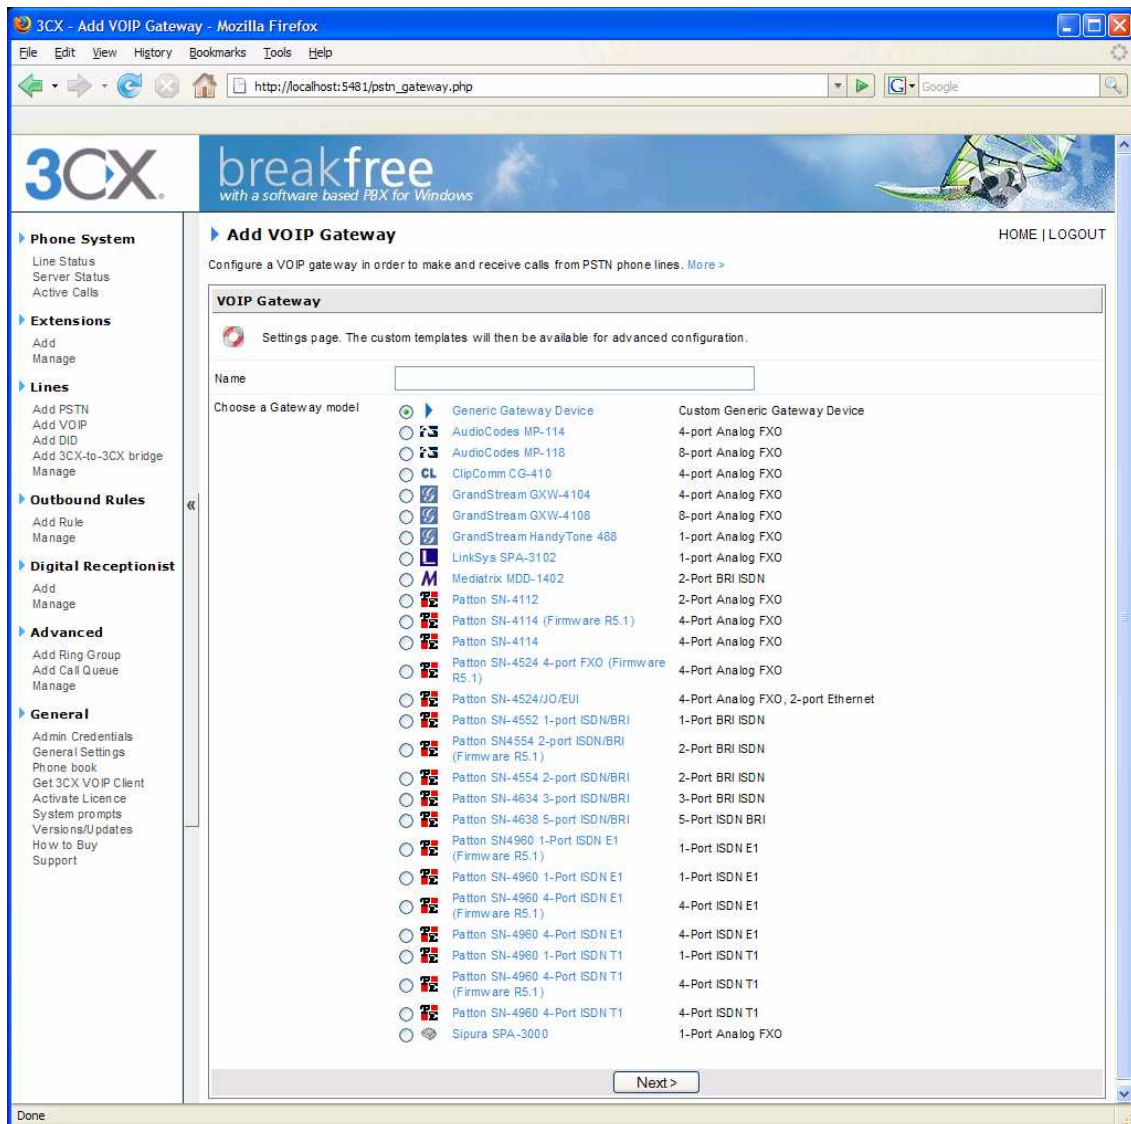 3CX - Add VOIP Gateway - Mozilla Firefox
File Edit View History Bookmarks Tools Help
http://localhost:5481/pstn_gateway.php
G Google
3CX.
breakfree
with a software based PBX for Windows
Phone System
Line Status
Server Status
Active Calls
Extensions
Add
Manage
Lines
Add PSTN
Add VOIP
Add DID
Add 3CX-to-3CX bridge
Manage
Outbound Rules
Add Rule
Manage
Digital Receptionist
Add
Manage
Advanced
Add Ring Group
Add Call Queue
Manage
General
Admin Credentials
General Settings
Phone book
Get 3CX VOIP Client
Activate Licence
System prompts
Versions/Updates
How to Buy
Support
«
Add VOIP Gateway
HOME | LOGOUT
Configure a VOIP gateway in order to make and receive calls from PSTN phone lines. More >
VOIP Gateway
Settings page. The custom templates will then be available for advanced configuration.
Name
Choose a Gateway model
Generic Gateway Device Custom Generic Gateway Device
AudioCodes MP-114 4-port Analog FXO
AudioCodes MP-118 8-port Analog FXO
CL ClipComm CG-410 4-port Analog FXO
GrandStream GXW-4104 4-port Analog FXO
GrandStream GXW-4108 8-port Analog FXO
GrandStream HandyTone 488 1-port Analog FXO
L LinkSys SPA-3102 1-port Analog FXO
M Mediatrix MDD-1402 2-Port BRI ISDN
Patton SN-4112 2-Port Analog FXO
Patton SN-4114 (Firmware R5.1) 4-Port Analog FXO
Patton SN-4114 4-Port Analog FXO
Patton SN-4524 4-port FXO (Firmware
R5.1) 4-Port Analog FXO
Patton SN-4524/JO/EUI 4-Port Analog FXO, 2-port Ethernet
Patton SN-4552 1-port ISDN/BRI 1-Port BRI ISDN
Patton SN4554 2-port ISDN/BRI
(Firmware R5.1) 2-Port BRI ISDN
Patton SN-4554 2-port ISDN/BRI 2-Port BRI ISDN
Patton SN-4634 3-port ISDN/BRI 3-Port BRI ISDN
Patton SN-4638 5-port ISDN/BRI 5-Port ISDN BRI
Patton SN4960 1-Port ISDN E1
(Firmware R5.1) 1-Port ISDN E1
Patton SN-4960 1-Port ISDN E1 1-Port ISDN E1
Patton SN-4960 4-Port ISDN E1
(Firmware R5.1) 4-Port ISDN E1
Patton SN-4960 4-Port ISDN E1 4-Port ISDN E1
Patton SN-4960 1-Port ISDN T1 1-Port ISDN T1
Patton SN-4960 4-Port ISDN T1
(Firmware R5.1) 4-Port ISDN T1
Patton SN-4960 4-Port ISDN T1 4-Port ISDN T1
Sipura SPA-3000 1-Port Analog FXO
Next >
Done